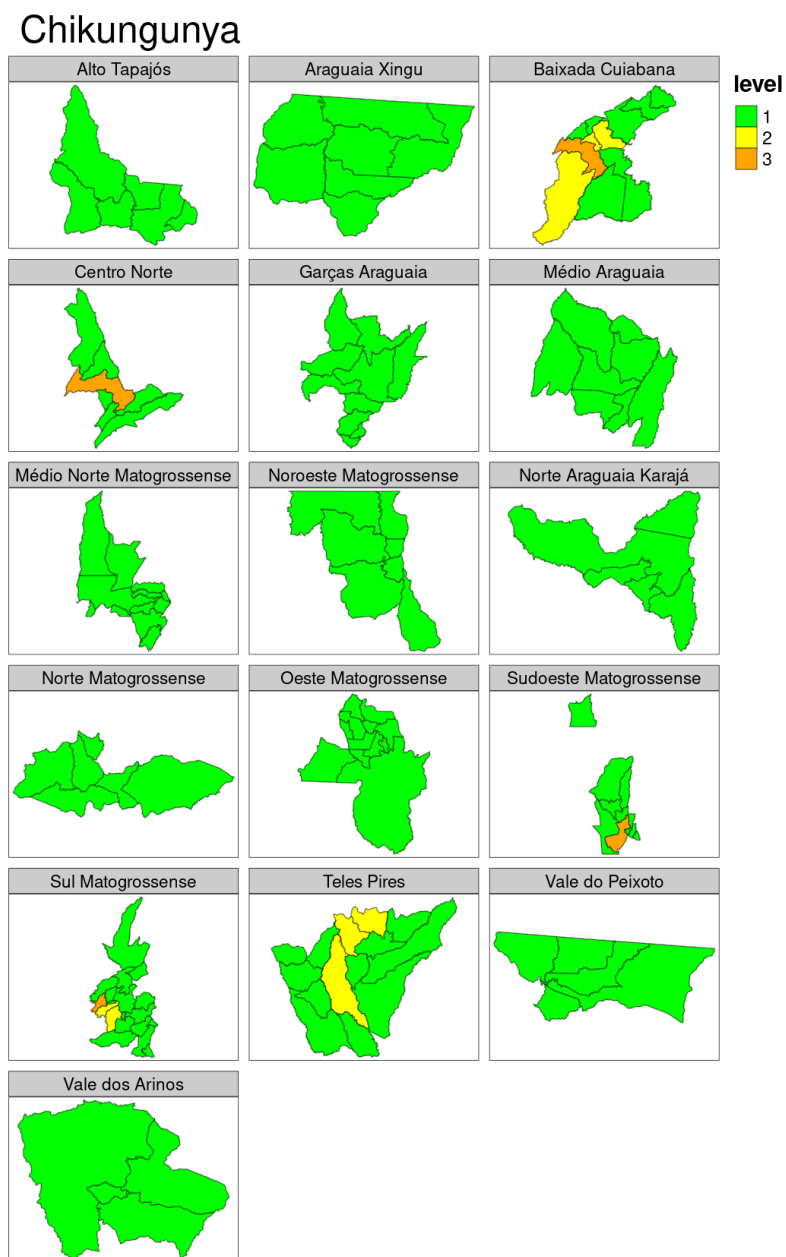 Chikungunya
Alto Tapajós
Araguaia Xingu
Baixada Cuiabana
level
1
2
3
Centro Norte
Garças Araguaia
Médio Araguaia
Médio Norte Matogrossense
Noroeste Matogrossense
Norte Araguaia Karajá
Norte Matogrossense
Oeste Matogrossense
Sudoeste Matogrossense
Sul Matogrossense
Teles Pires
Vale do Peixoto
Vale dos Arinos